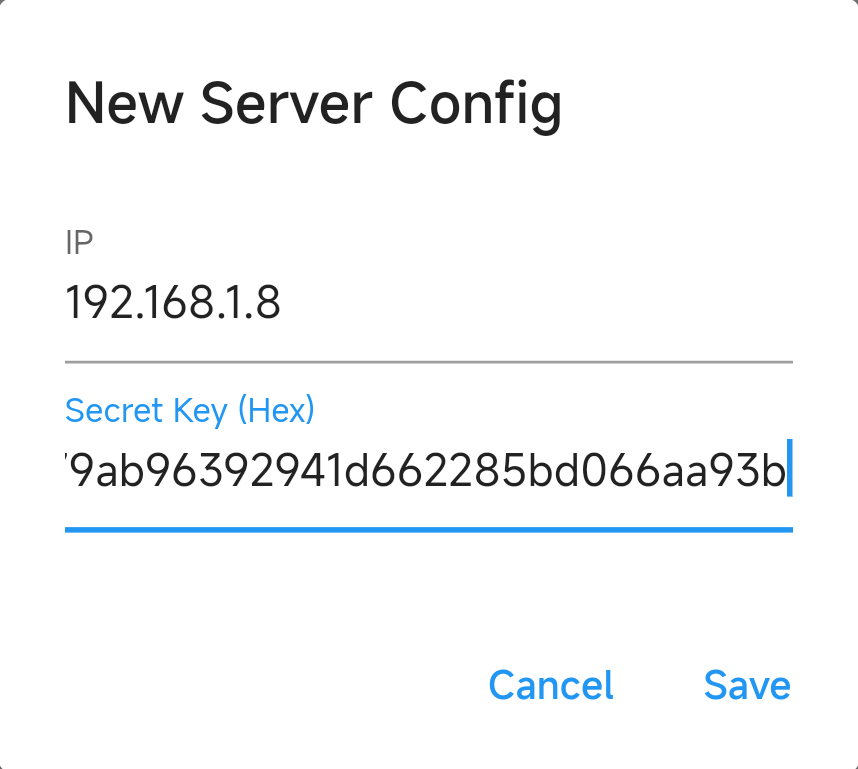 New Server Config
IP
192.168.1.8
Secret Key (Hex)
9ab96392941d662285bd066aa93b
Cancel
Save